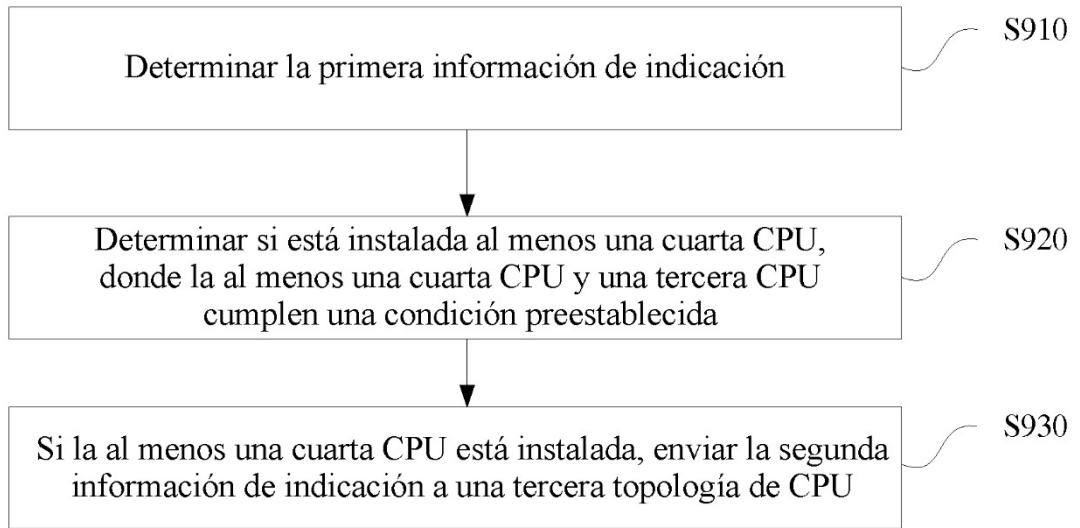 Determinar la primera información de indicación
S910
Determinar si está instalada al menos una cuarta CPU,
donde la al menos una cuarta CPU y una tercera CPU
cumplen una condición preestablecida
S920
Si la al menos una cuarta CPU está instalada, enviar la segunda
información de indicación a una tercera topología de CPU
S930